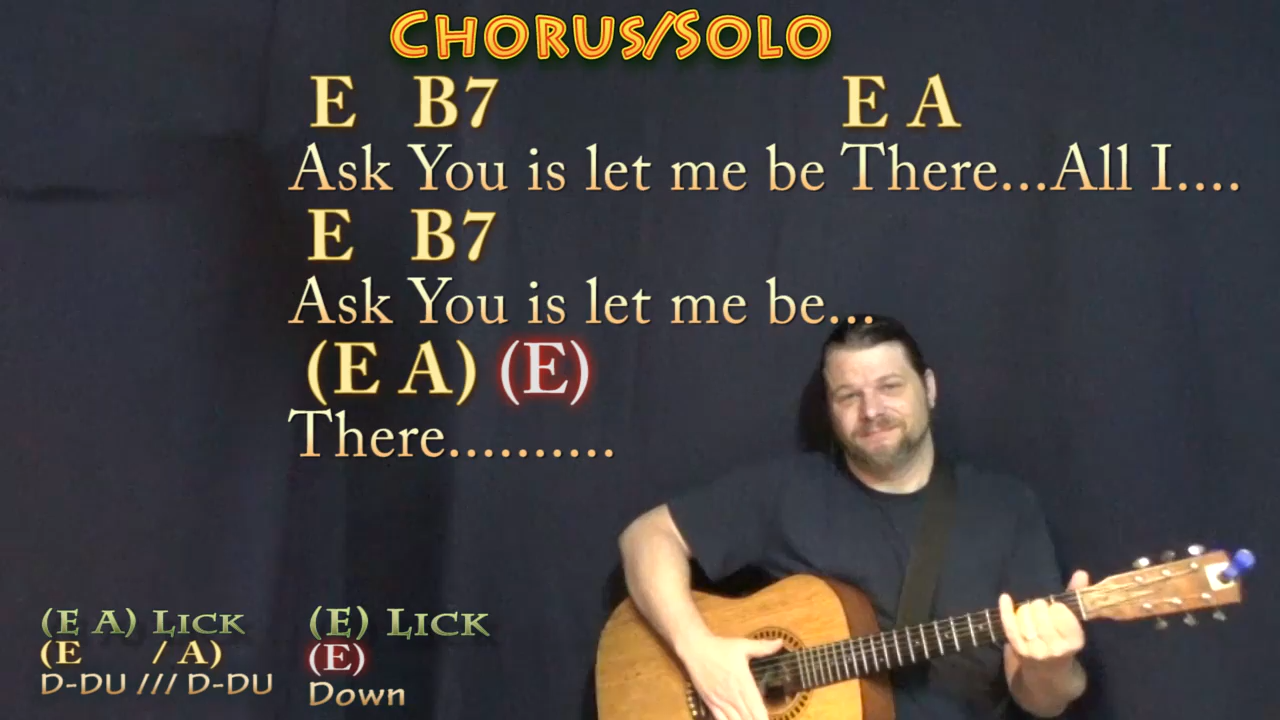 Chorus/Solo
E B7 E A
Ask You is let me be There...All I....
E B7
Ask You is let me be...
(E A) (E)
There..........
(E A) Lick (E) Lick
(E / A) (E)
D-DU /// D-DU Down